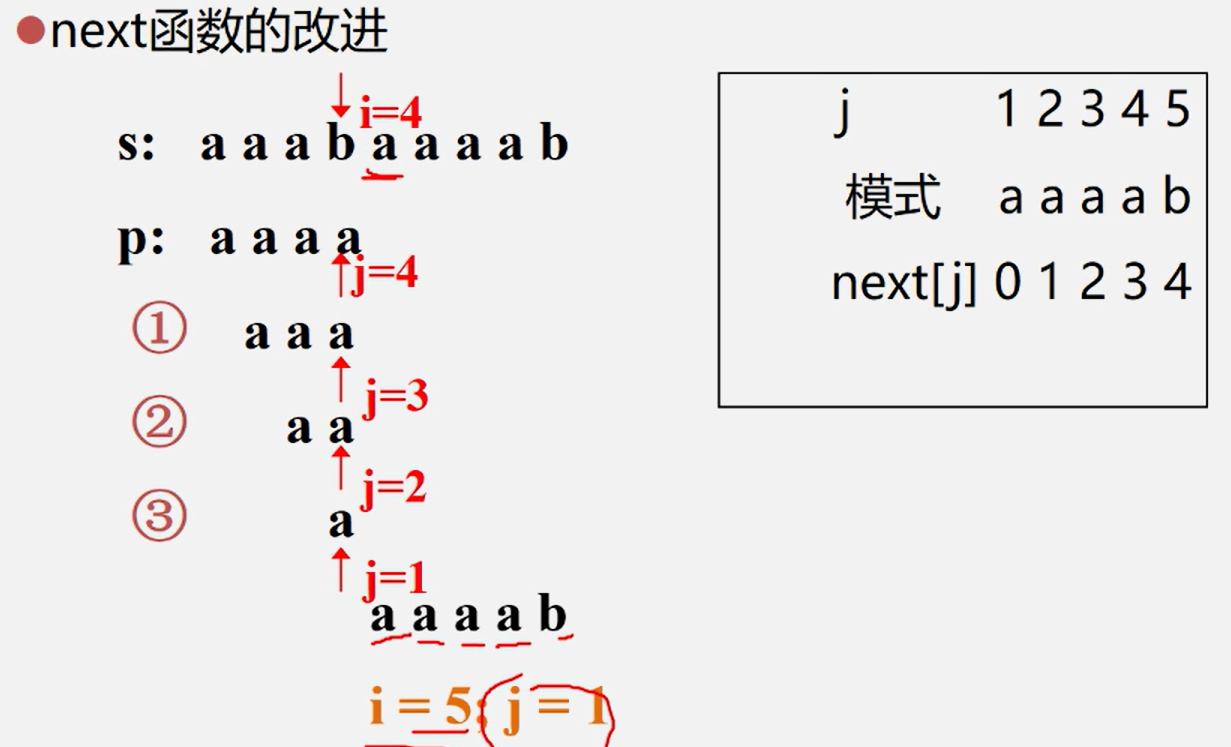 next函数的改进
i=4
s: a a a b a a a a b
p: a a a a
j=4
① a a a
j=3
② a a
j=2
③ a
j=1
a a a a b
i = 5; j = 1
j 1 2 3 4 5
模式 a a a a b
next[j] 0 1 2 3 4